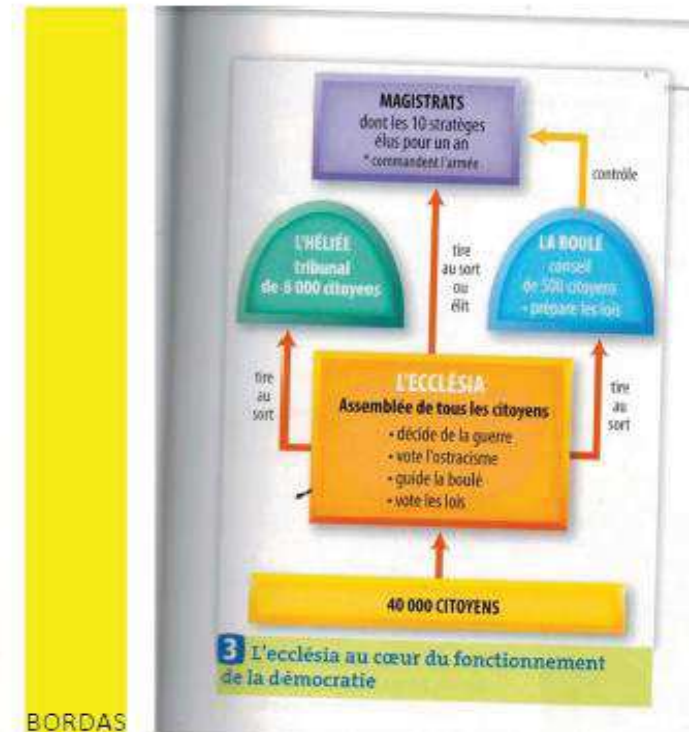 MAGISTRATS
dont les 10 stratèges
élus pour un an
* commandent l'armée
contrôle
L'HÉLIÉE
tribunal
de 6 000 citoyens
tire
au sort
ou
élit
LA BOULÉ
conseil
de 500 citoyens
• prépare les lois
tire
au
sort
L'ECCLÉSIA
Assemblée de tous les citoyens
• décide de la guerre
• vote l'ostracisme
• guide la boulé
• vote les lois
tire
au
sort
40 000 CITOYENS
3 L'ecclésia au cœur du fonctionnement
de la démocratie
BORDAS